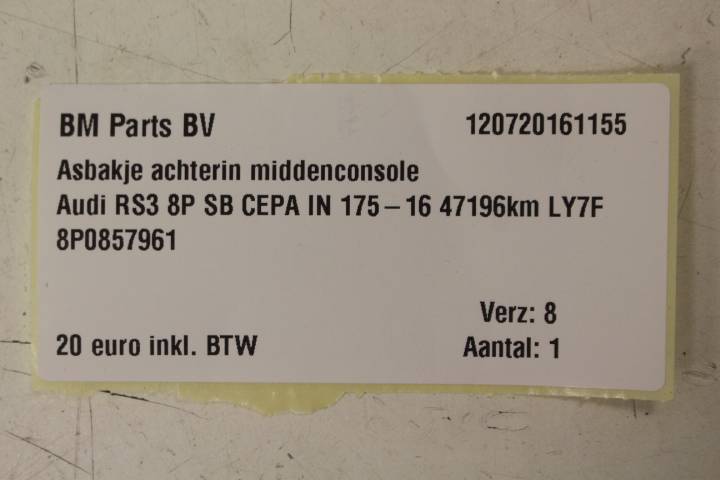 BM Parts BV 120720161155
Asbakje achterin middenconsole
Audi RS3 8P SB CEPA IN 175-16 47196km LY7F
8P0857961
Verz: 8
20 euro inkl. BTW Aantal: 1